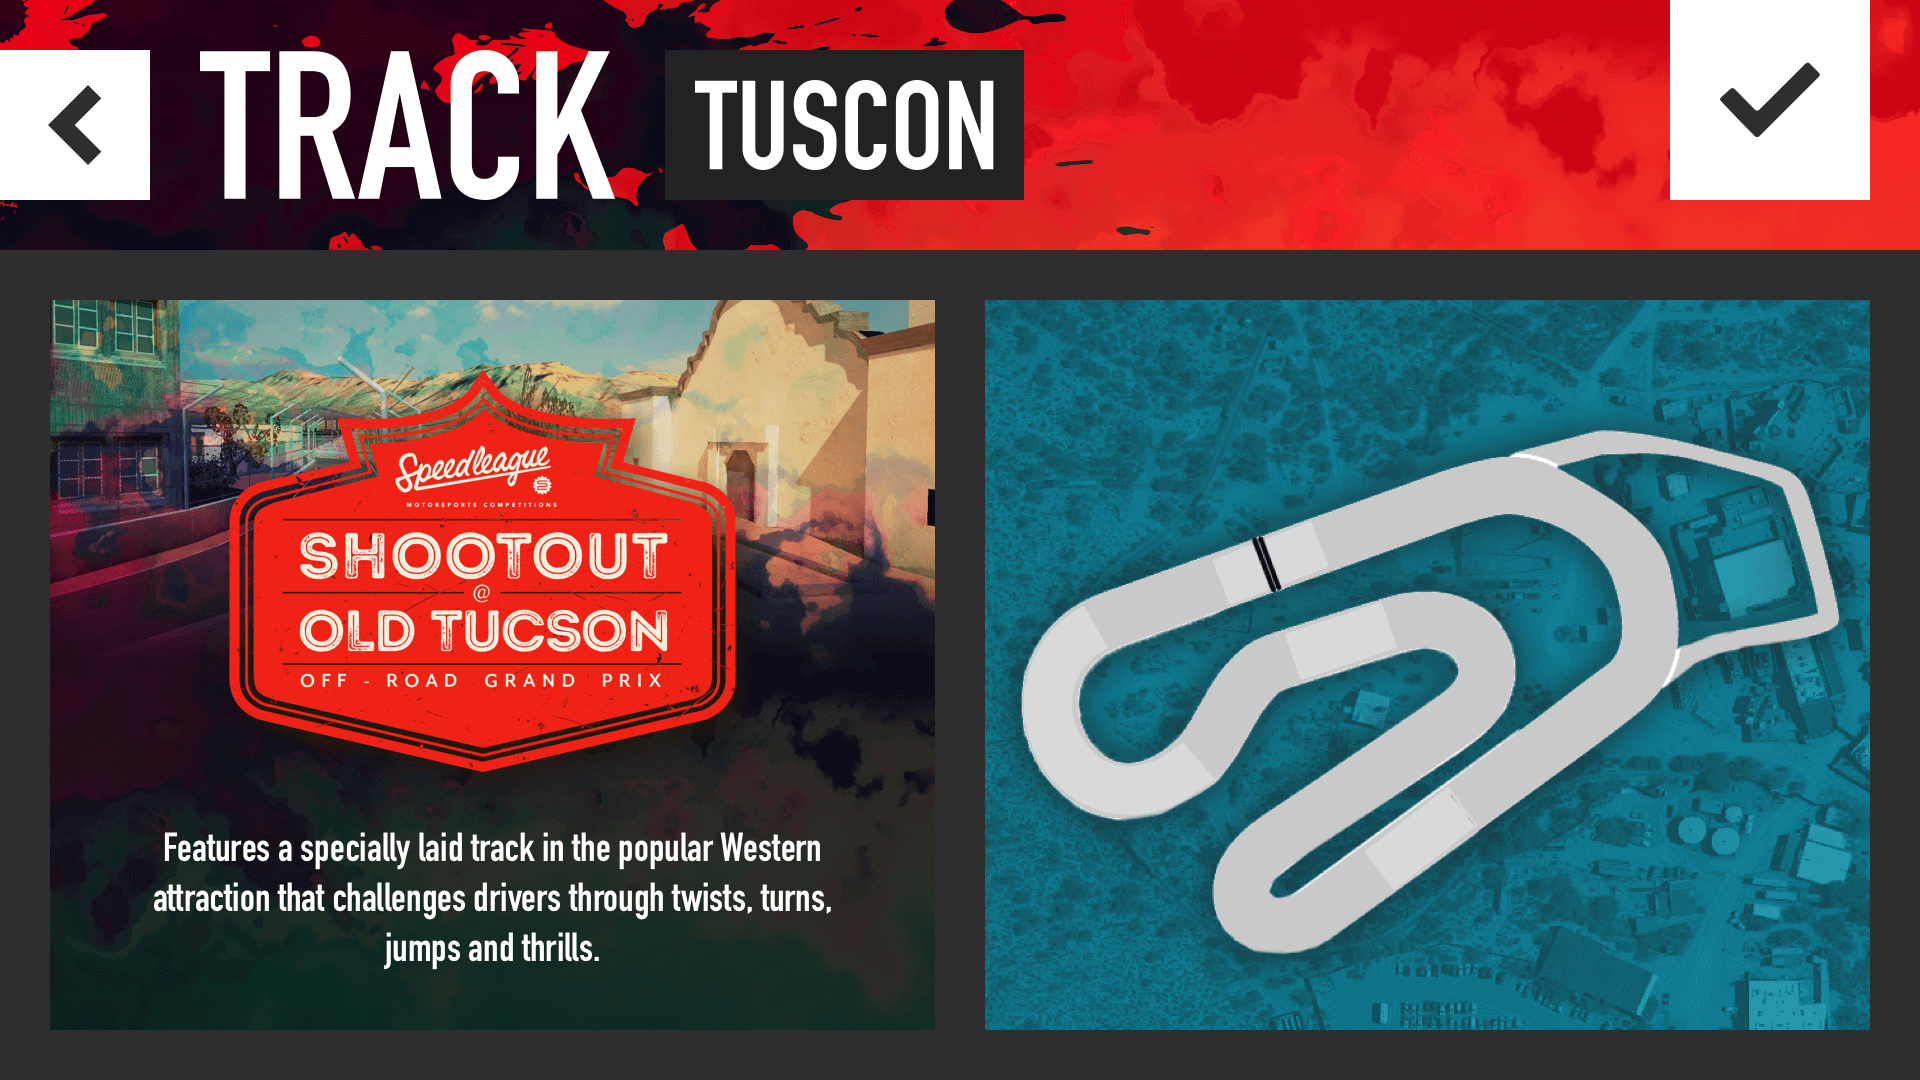 TRACK
TUSCON
Speedleague
MOTORSPORTS COMPETITIONS
SHOOTOUT
@
OLD TUCSON
OFF - ROAD GRAND PRIX
Features a specially laid track in the popular Western
attraction that challenges drivers through twists, turns,
jumps and thrills.